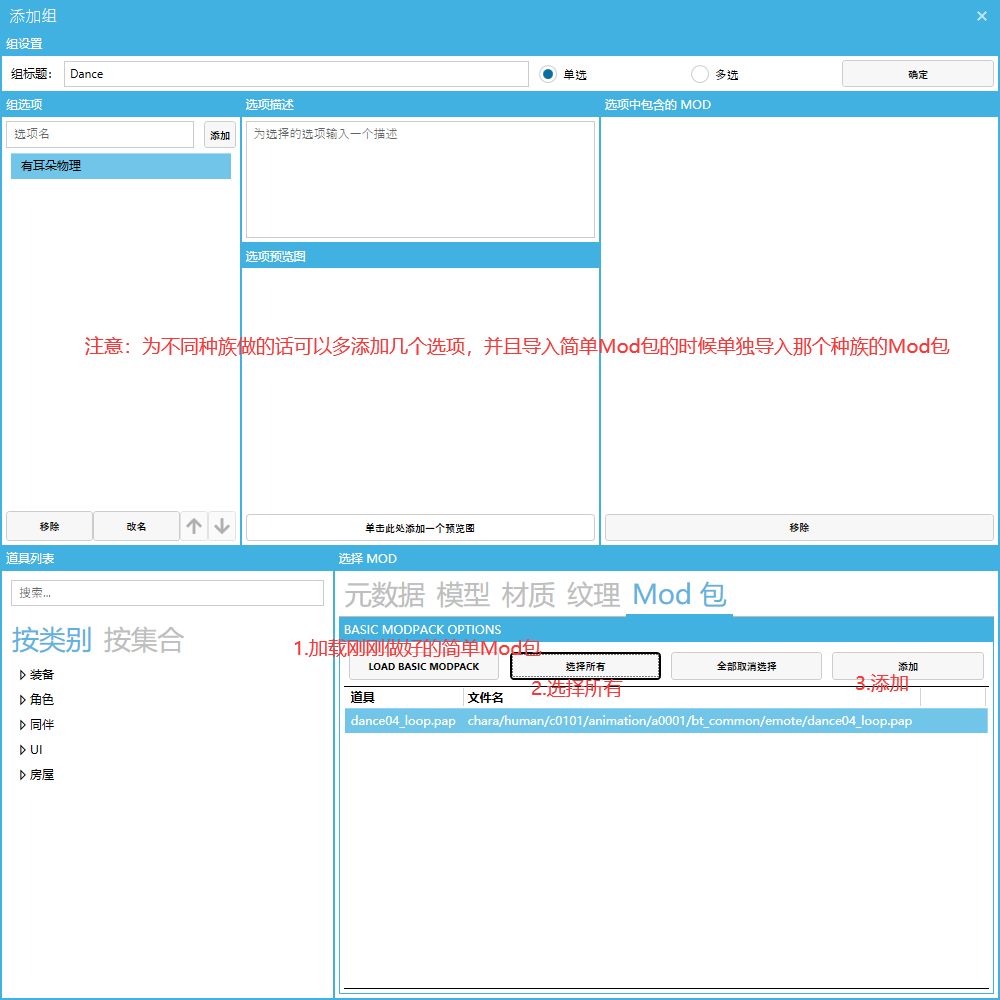 添加组
组设置
组标题：
Dance
单选
多选
确定
组选项
选项描述
选项中包含的 MOD
选项名
添加
为选择的选项输入一个描述
有耳朵物理
选项预览图
注意：为不同种族做的话可以多添加几个选项，并且导入简单Mod包的时候单独导入那个种族的Mod包
移除
改名
单击此处添加一个预览图
移除
道具列表
选择 MOD
搜索...
元数据 模型 材质 纹理 Mod 包
BASIC MODPACK OPTIONS
按类别 按集合
1.加载刚刚做好的简单Mod包
LOAD BASIC MODPACK
选择所有
全部取消选择
添加
2.选择所有
3.添加
道具
文件名
dance04_loop.pap
chara/human/c0101/animation/a0001/bt_common/emote/dance04_loop.pap
装备
角色
同伴
UI
房屋